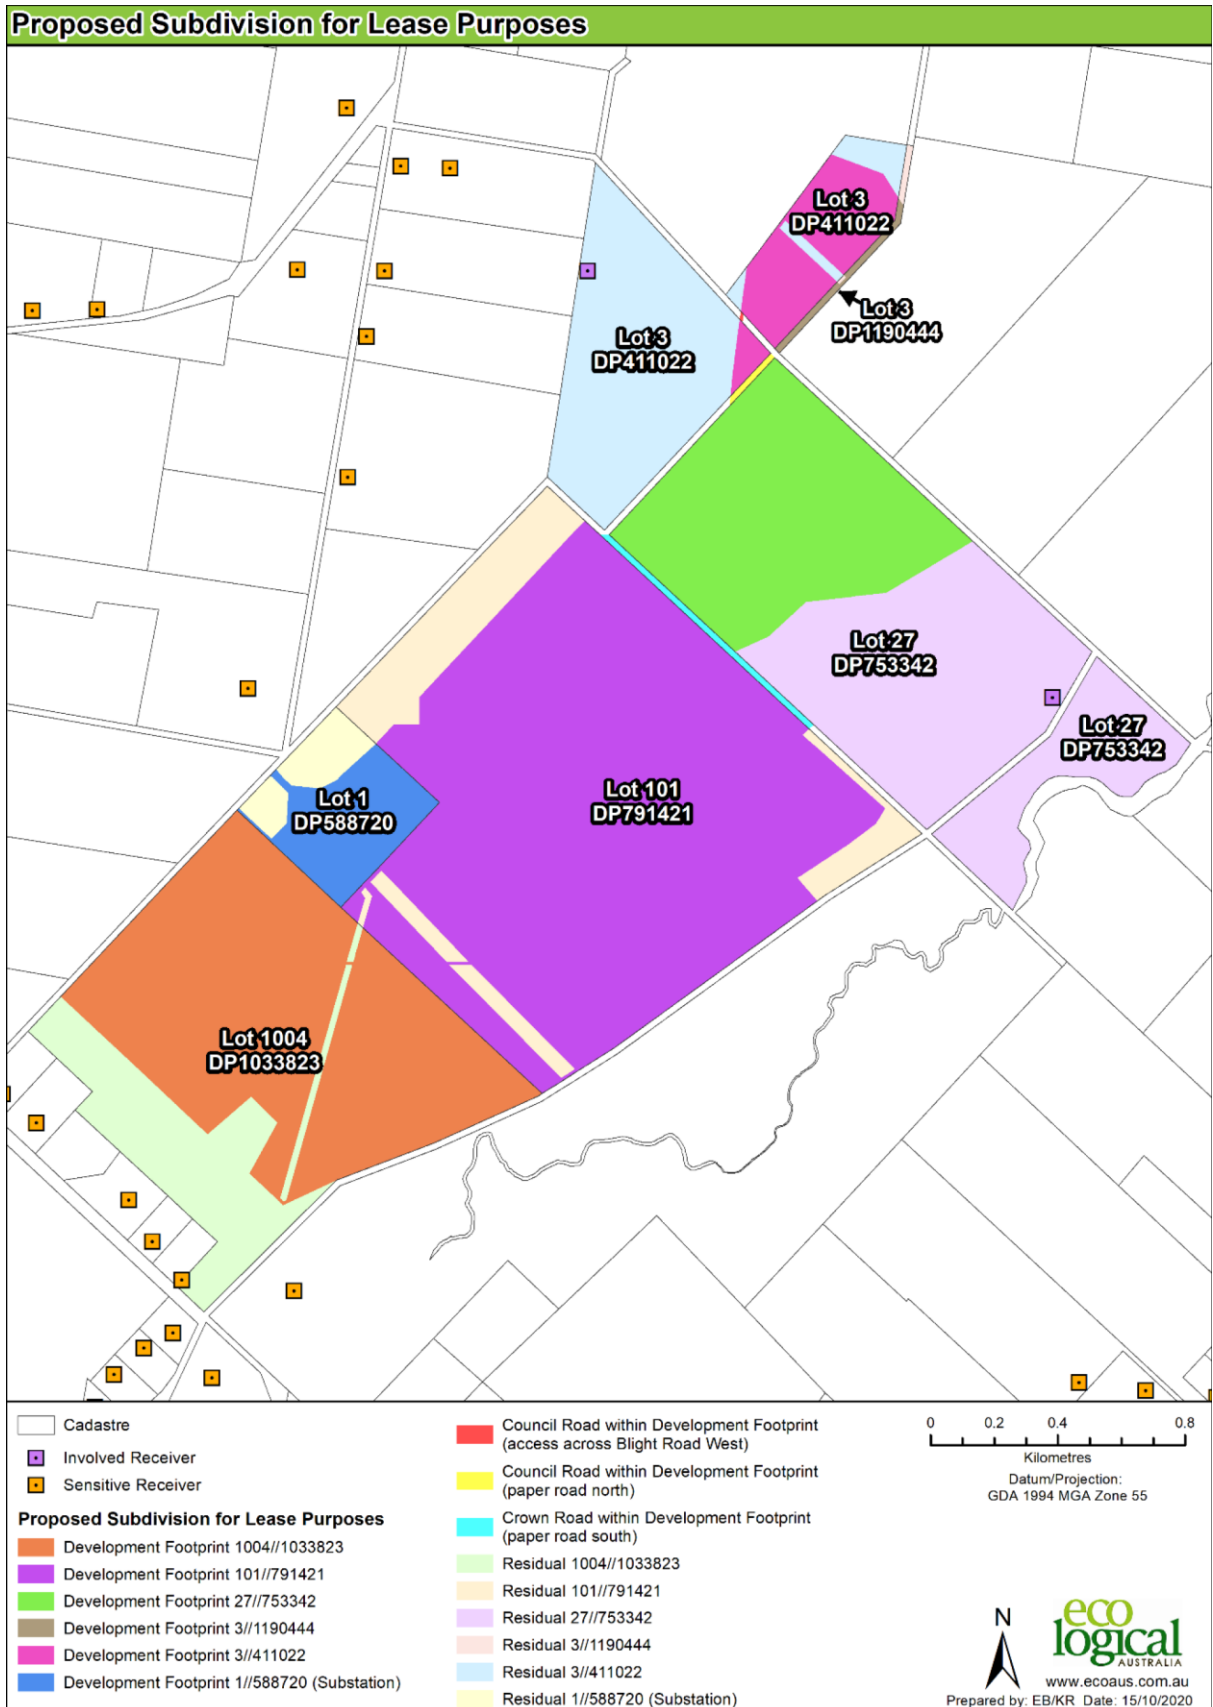 Proposed Subdivision for Lease Purposes
Lot 3
DP411022
Lot 3
DP1190444
Lot 3
DP411022
Lot 27
DP753342
Lot 27
DP753342
Lot 101
DP791421
Lot 1
DP588720
Lot 1004
DP1033823
Cadastre
Involved Receiver
Sensitive Receiver
Proposed Subdivision for Lease Purposes
Development Footprint 1004//1033823
Development Footprint 101//791421
Development Footprint 27//753342
Development Footprint 3//1190444
Development Footprint 3//411022
Development Footprint 1//588720 (Substation)
Council Road within Development Footprint
(access across Blight Road West)
Council Road within Development Footprint
(paper road north)
Crown Road within Development Footprint
(paper road south)
Residual 1004//1033823
Residual 101//791421
Residual 27//753342
Residual 3//1190444
Residual 3//411022
Residual 1//588720 (Substation)
0 0.2 0.4 0.8
Kilometres
Datum/Projection:
GDA 1994 MGA Zone 55
N
eco
logical
AUSTRALIA
www.ecoaus.com.au
Prepared by: EB/KR Date: 15/10/2020